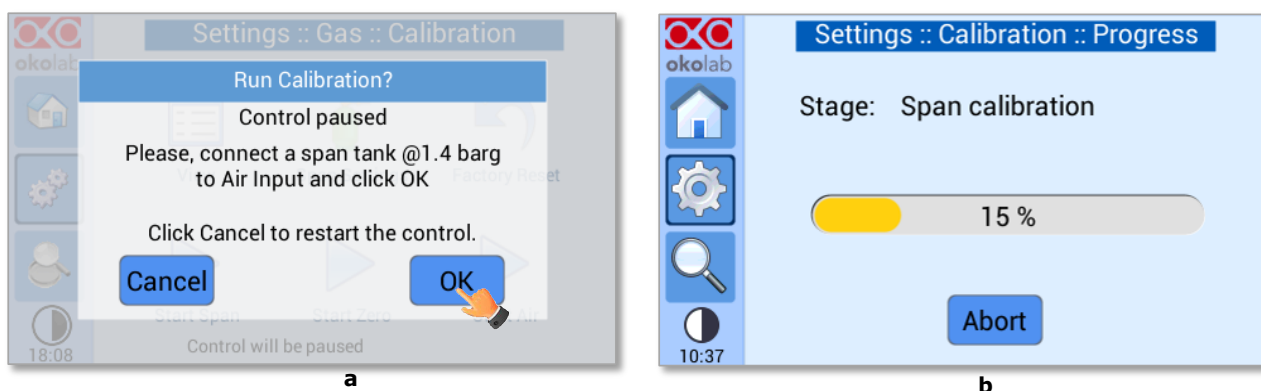 okolab
Settings :: Gas :: Calibration
Run Calibration?
Control paused
Please, connect a span tank @1.4 barg
to Air Input and click OK
Factory Reset
Click Cancel to restart the control.
Cancel
OK
Start Span
Start Zero
Control will be paused
18:08
a
okolab
Settings :: Calibration :: Progress
Stage: Span calibration
15 %
Abort
10:37
b